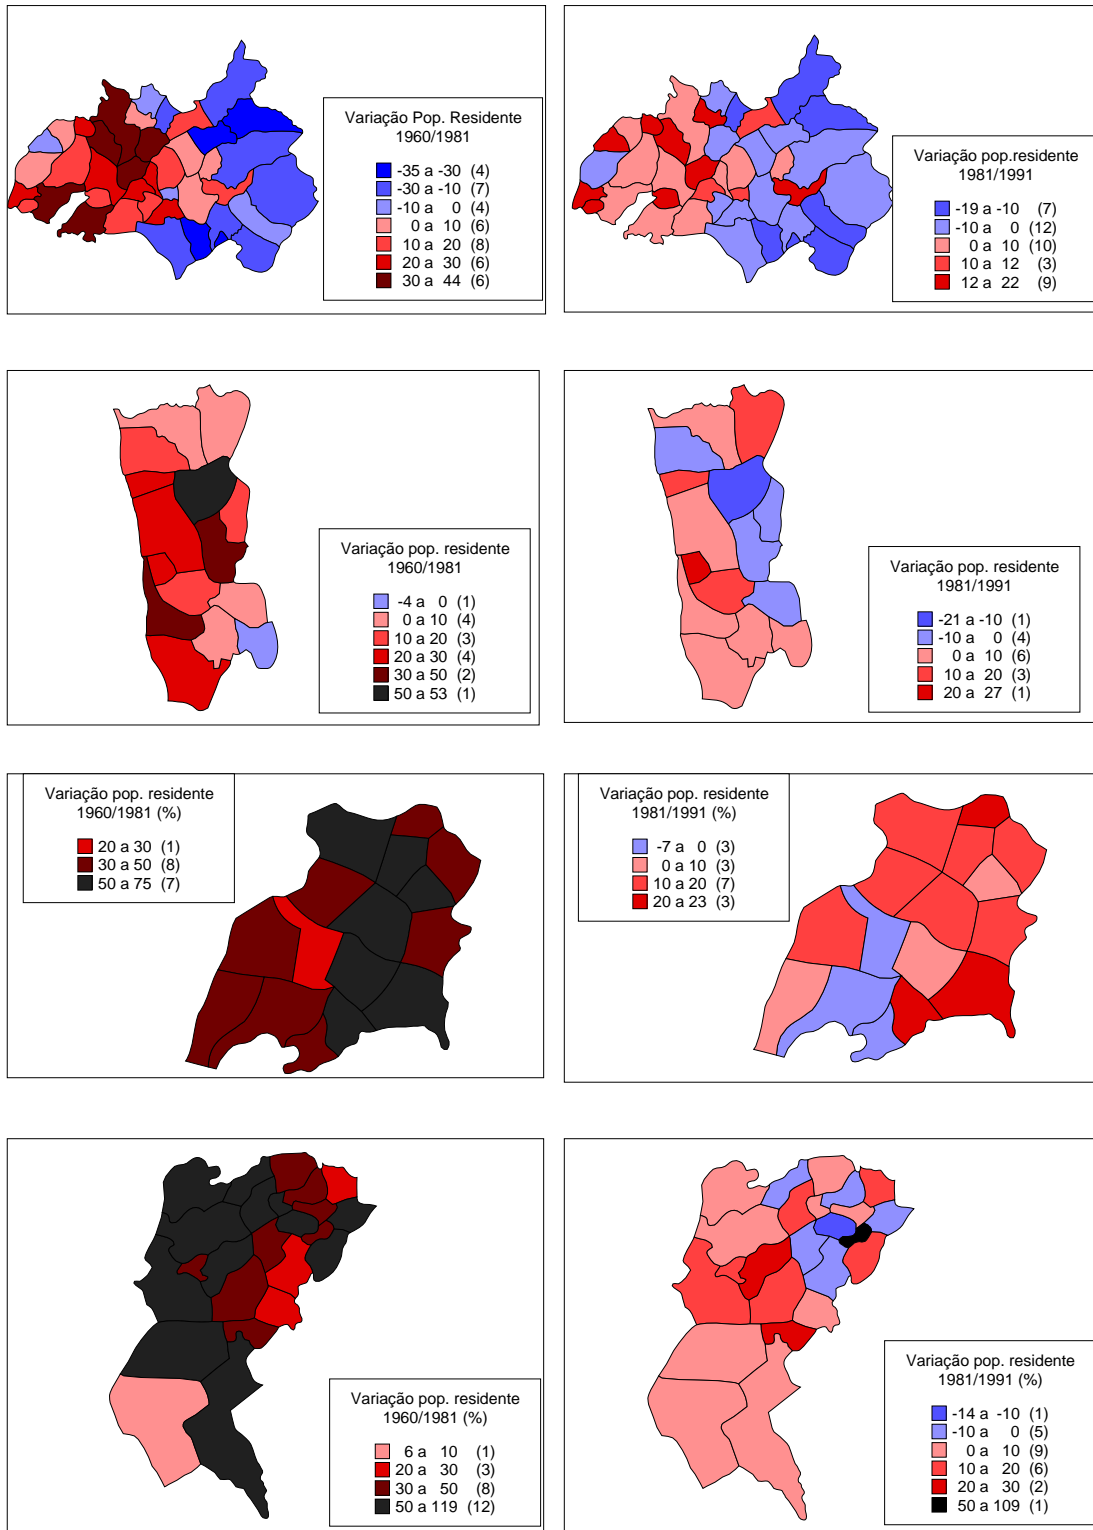 Variação Pop. Residente
1960/1981
-35 a -30 (4)
-30 a -10 (7)
-10 a 0 (4)
0 a 10 (6)
10 a 20 (8)
20 a 30 (6)
30 a 44 (6)
Variação pop.residente
1981/1991
-19 a -10 (7)
-10 a 0 (12)
0 a 10 (10)
10 a 12 (3)
12 a 22 (9)
Variação pop. residente
1960/1981
-4 a 0 (1)
0 a 10 (4)
10 a 20 (3)
20 a 30 (4)
30 a 50 (2)
50 a 53 (1)
Variação pop. residente
1981/1991
-21 a -10 (1)
-10 a 0 (4)
0 a 10 (6)
10 a 20 (3)
20 a 27 (1)
Variação pop. residente
1960/1981 (%)
20 a 30 (1)
30 a 50 (8)
50 a 75 (7)
Variação pop. residente
1981/1991 (%)
-7 a 0 (3)
0 a 10 (3)
10 a 20 (7)
20 a 23 (3)
Variação pop. residente
1960/1981 (%)
6 a 10 (1)
20 a 30 (3)
30 a 50 (8)
50 a 119 (12)
Variação pop. residente
1981/1991 (%)
-14 a -10 (1)
-10 a 0 (5)
0 a 10 (9)
10 a 20 (6)
20 a 30 (2)
50 a 109 (1)